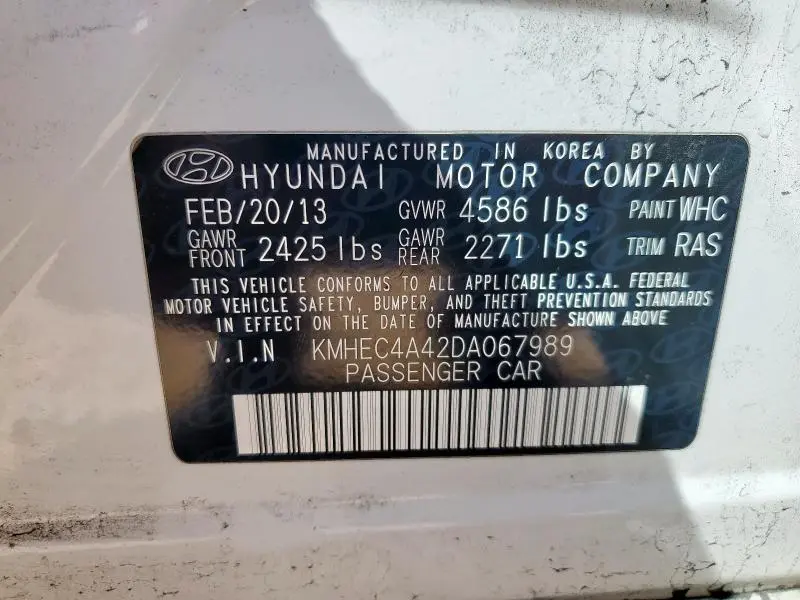 MANUFACTURED IN KOREA BY
HYUNDAI MOTOR COMPANY
FEB/20/13 GVWR 4586 lbs PAINT WHC
GAWR FRONT 2425 lbs GAWR REAR 2271 lbs TRIM RAS
THIS VEHICLE CONFORMS TO ALL APPLICABLE U.S.A. FEDERAL
MOTOR VEHICLE SAFETY, BUMPER, AND THEFT PREVENTION STANDARDS
IN EFFECT ON THE DATE OF MANUFACTURE SHOWN ABOVE.
V.I.N KMHEC4A42DA067989
PASSENGER CAR